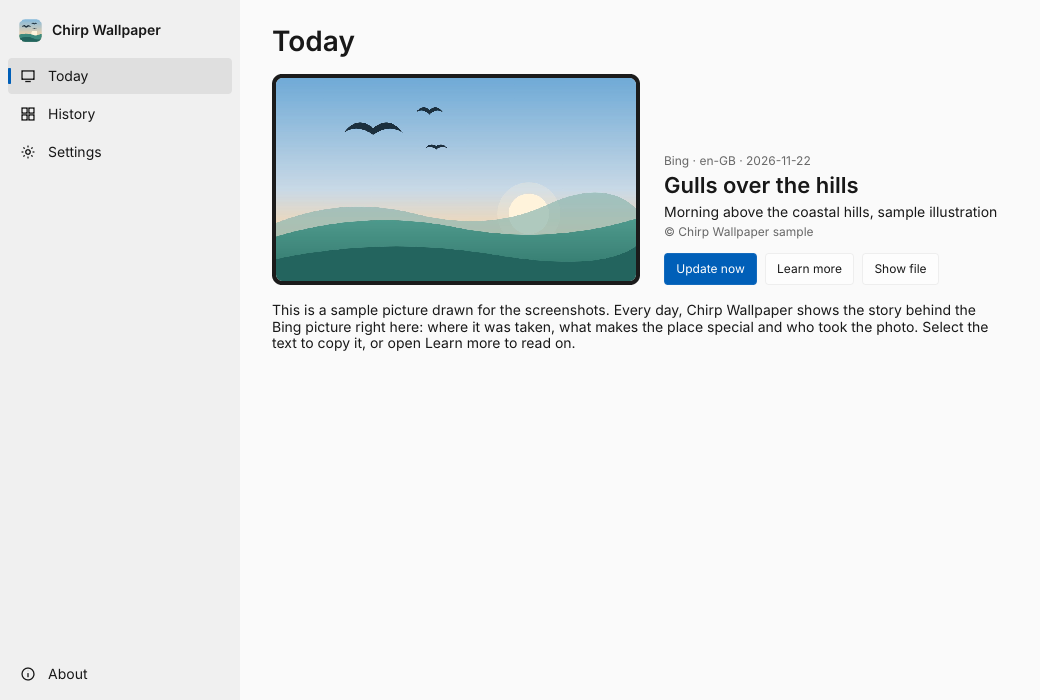 Chirp Wallpaper
Today
History
Settings
About
Today
Bing · en-GB · 2026-11-22
Gulls over the hills
Morning above the coastal hills, sample illustration
© Chirp Wallpaper sample
Update now
Learn more
Show file
This is a sample picture drawn for the screenshots. Every day, Chirp Wallpaper shows the story behind the
Bing picture right here: where it was taken, what makes the place special and who took the photo. Select the
text to copy it, or open Learn more to read on.